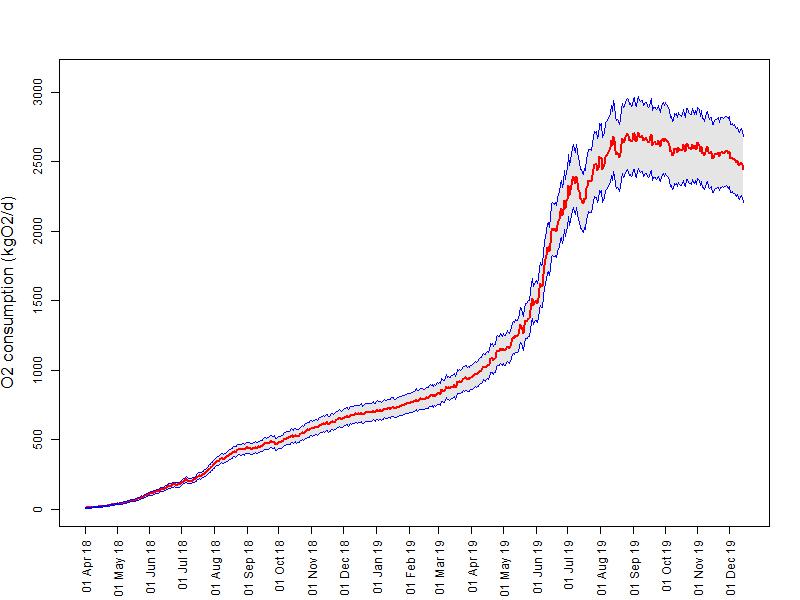 O2 consumption (kgO2/d)
3000
2500
2000
1500
1000
500
0
01 Apr 18
01 May 18
01 Jun 18
01 Jul 18
01 Aug 18
01 Sep 18
01 Oct 18
01 Nov 18
01 Dec 18
01 Jan 19
01 Feb 19
01 Mar 19
01 Apr 19
01 May 19
01 Jun 19
01 Jul 19
01 Aug 19
01 Sep 19
01 Oct 19
01 Nov 19
01 Dec 19